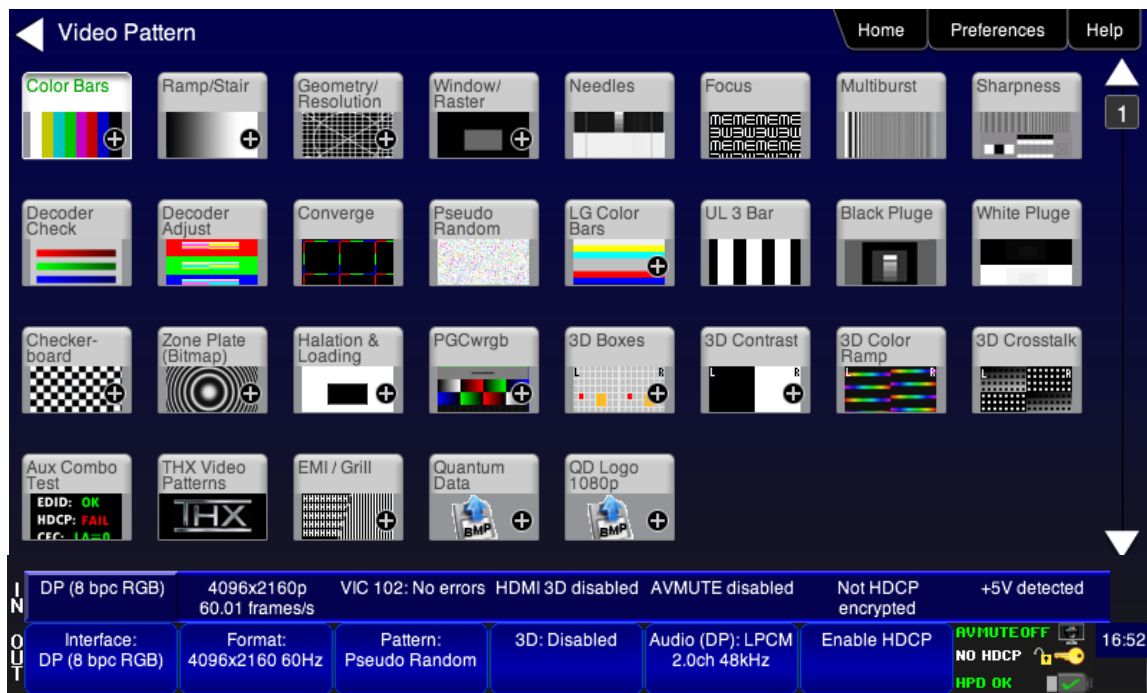 Video Pattern
Home
Preferences
Help
Color Bars
Ramp/Stair
Geometry/
Resolution
Window/
Raster
Needles
Focus
mEmEmEmE
Multiburst
Sharpness
1
Decoder
Check
Decoder
Adjust
Converge
Pseudo
Random
LG Color
Bars
UL 3 Bar
Black Pluge
White Pluge
Checker-
board
Zone Plate
(Bitmap)
Halation &
Loading
PGCwrgb
3D Boxes
L R
3D Contrast
L R
3D Color
Ramp
L R
3D Crosstalk
L R
Aux Combo
Test
EDID: OK
HDCP: FAIL
CEC: LA=0
THX Video
Patterns
THX
EMI / Grill
Quantum
Data
BMP
QD Logo
1080p
BMP
IN
DP (8 bpc RGB)
4096x2160p
60.01 frames/s
VIC 102: No errors
HDMI 3D disabled
AVMUTE disabled
Not HDCP
encrypted
+5V detected
OUT
Interface:
DP (8 bpc RGB)
Format:
4096x2160 60Hz
Pattern:
Pseudo Random
3D: Disabled
Audio (DP): LPCM
2.0ch 48kHz
Enable HDCP
AVMUTE OFF
NO HDCP
HPD OK
16:52